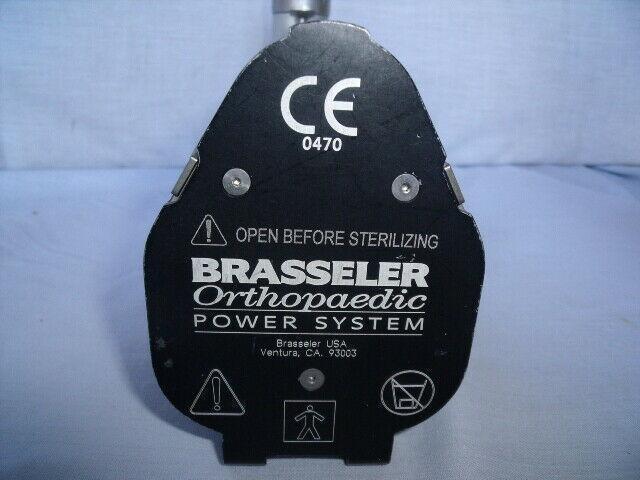 CE
0470
OPEN BEFORE STERILIZING
BRASSELER
Orthopaedic
POWER SYSTEM
Brasseler USA
Ventura, CA. 93003